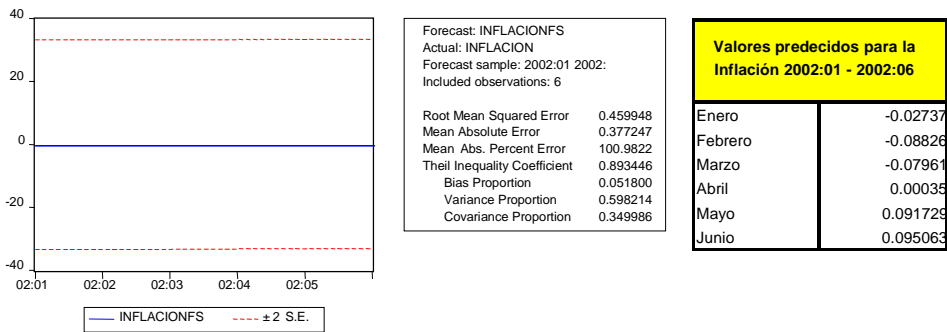 40
20
0
-20
-40
02:01 02:02 02:03 02:04 02:05
INFLACIONFS ± 2 S.E.
Forecast: INFLACIONFS
Actual: INFLACION
Forecast sample: 2002:01 2002:
Included observations: 6
Root Mean Squared Error 0.459948
Mean Absolute Error 0.377247
Mean Abs. Percent Error 100.9822
Theil Inequality Coefficient 0.893446
Bias Proportion 0.051800
Variance Proportion 0.598214
Covariance Proportion 0.349986
Valores predecidos para la
Inflación 2002:01 - 2002:06
Enero -0.02737
Febrero -0.08826
Marzo -0.07961
Abril 0.00035
Mayo 0.091729
Junio 0.095063